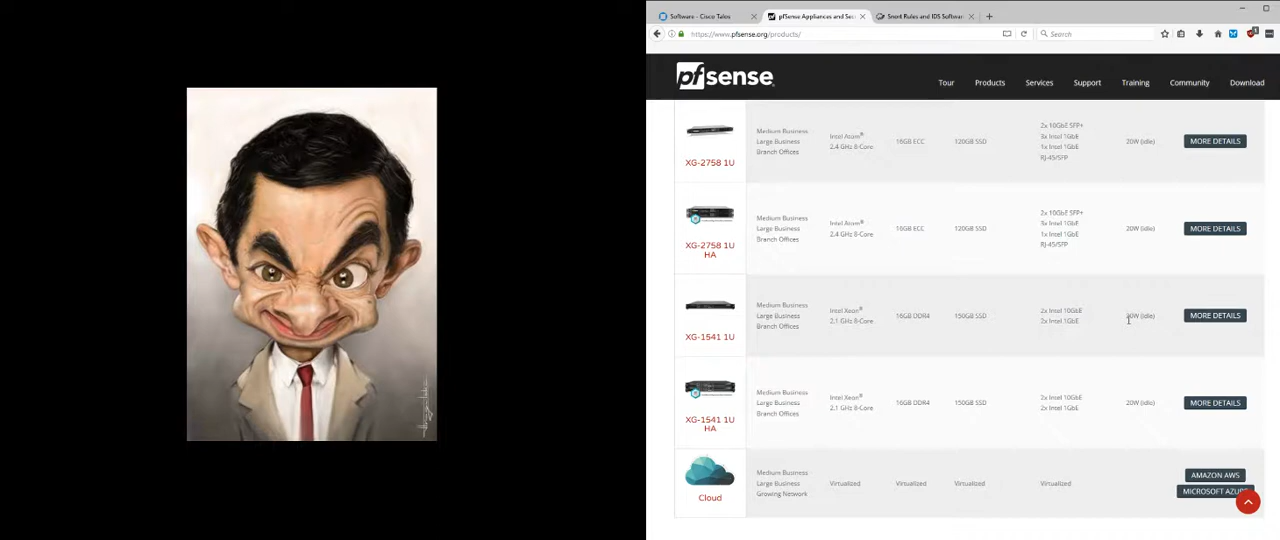 Software - Cisco Talos
pfSense Appliances and Sec
Snort Rules and IDS Software
https://www.pfsense.org/products/
Search
pfsense
Tour
Products
Services
Support
Training
Community
Download
XG-2758 1U
Medium Business
Large Business
Branch Offices
Intel Atom®
2.4 GHz 8-Core
16GB ECC
120GB SSD
2x 10GbE SFP+
3x Intel 1GbE
1x Intel 1GbE
RJ-45/SFP
20W (idle)
MORE DETAILS
XG-2758 1U
HA
Medium Business
Large Business
Branch Offices
Intel Atom®
2.4 GHz 8-Core
16GB ECC
120GB SSD
2x 10GbE SFP+
3x Intel 1GbE
1x Intel 1GbE
RJ-45/SFP
20W (idle)
MORE DETAILS
XG-1541 1U
Medium Business
Large Business
Branch Offices
Intel Xeon®
2.1 GHz 8-Core
16GB DDR4
150GB SSD
2x Intel 10GbE
2x Intel 1GbE
20W (idle)
MORE DETAILS
XG-1541 1U
HA
Medium Business
Large Business
Branch Offices
Intel Xeon®
2.1 GHz 8-Core
16GB DDR4
150GB SSD
2x Intel 10GbE
2x Intel 1GbE
20W (idle)
MORE DETAILS
Cloud
Medium Business
Large Business
Growing Network
Virtualized
Virtualized
Virtualized
Virtualized
AMAZON AWS
MICROSOFT AZURE